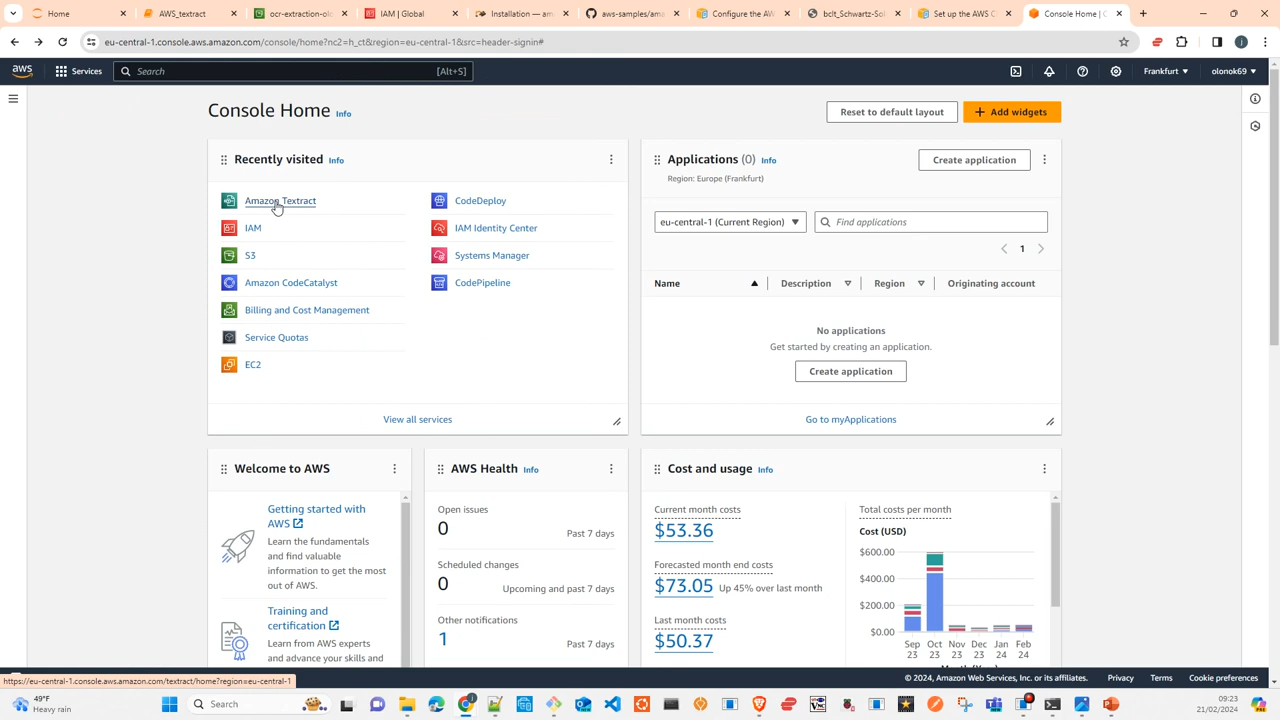 Home
AWS_textract
ocr-extraction-ol
IAM | Global
Installation — am
aws-samples/ama
Configure the AW
bclt_Schwartz-Sol
Set up the AWS C
Console Home | C
eu-central-1.console.aws.amazon.com/console/home?nc2=h_ct&region=eu-central-1&src=header-signin#
aws
Services
Search
[Alt+S]
Frankfurt
olonok69
Console Home
Info
Reset to default layout
Add widgets
Recently visited
Info
Amazon Textract
IAM
S3
Amazon CodeCatalyst
Billing and Cost Management
Service Quotas
EC2
CodeDeploy
IAM Identity Center
Systems Manager
CodePipeline
View all services
Applications (0)
Info
Region: Europe (Frankfurt)
Create application
eu-central-1 (Current Region)
Find applications
1
Name
Description
Region
Originating account
No applications
Get started by creating an application.
Create application
Go to myApplications
Welcome to AWS
Getting started with
AWS
Learn the fundamentals
and find valuable
information to get the most
out of AWS.
Training and
certification
Learn from AWS experts
and advance your skills and
AWS Health
Info
Open issues
0
Past 7 days
Scheduled changes
0
Upcoming and past 7 days
Other notifications
1
Past 7 days
Cost and usage
Info
Current month costs
$53.36
Forecasted month end costs
$73.05
Up 45% over last month
Last month costs
$50.37
Total costs per month
Cost (USD)
$600.00
$400.00
$200.00
$0.00
Sep Oct Nov Dec Jan Feb
23 23 23 23 24 24
https://eu-central-1.console.aws.amazon.com/textract/home?region=eu-central-1
© 2024, Amazon Web Services, Inc. or its affiliates.
Privacy
Terms
Cookie preferences
49°F
Heavy rain
Search
09:23
21/02/2024